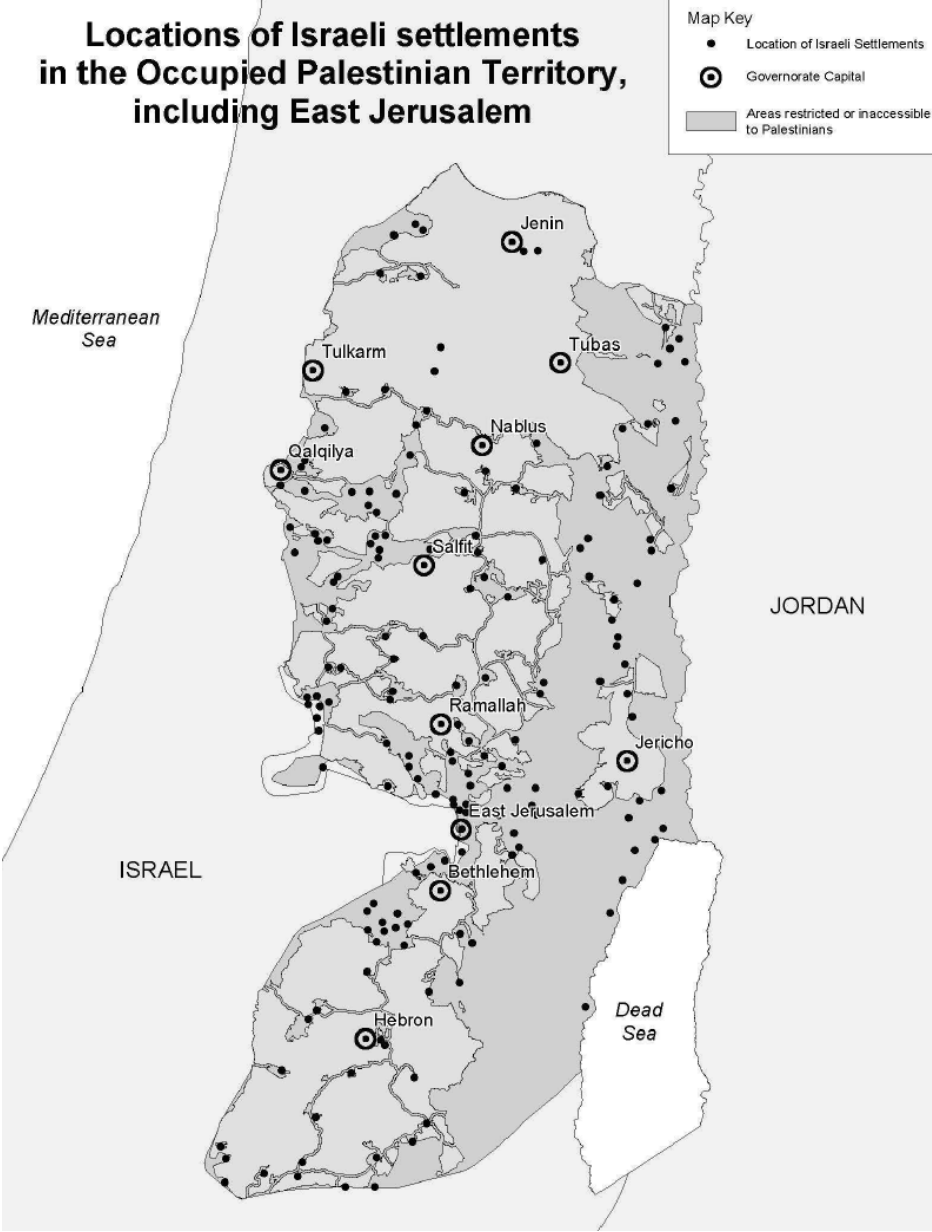 Locations of Israeli settlements
in the Occupied Palestinian Territory,
including East Jerusalem
Map Key
Location of Israeli Settlements
Governorate Capital
Areas restricted or inaccessible
to Palestinians
Jenin
Mediterranean
Sea
Tulkarm
Tubas
Nablus
Qalqilya
Salfit
JORDAN
Ramallah
Jericho
East Jerusalem
ISRAEL
Bethlehem
Dead
Sea
Hebron